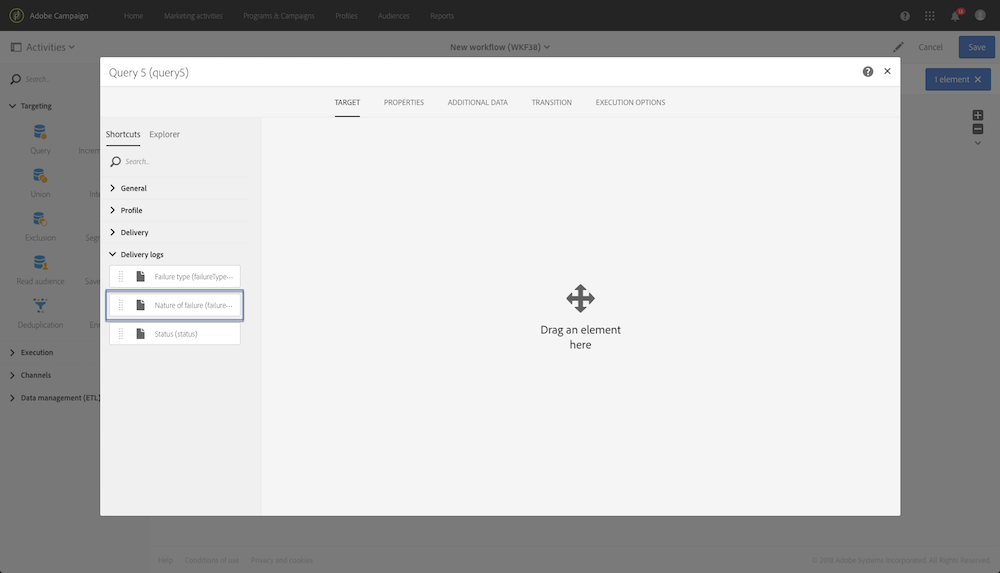 Adobe Campaign
Home
Marketing activities
Programs & Campaigns
Profiles
Audiences
Reports
Activities
New workflow (WKF38)
Cancel
Save
Query 5 (query5)
Search..
1 element
TARGET
PROPERTIES
ADDITIONAL DATA
TRANSITION
EXECUTION OPTIONS
Targeting
Shortcuts
Explorer
Search..
Query
Increm
General
Union
Inte
Profile
Exclusion
Seg
Delivery
Delivery logs
Read audience
Save
Failure type (failureType---
Nature of failure (failure---
Deduplication
En
Status (status)
Drag an element
here
Execution
Channels
Data management (ETL)
Help
Conditions of use
Privacy and cookies
© 2018 Adobe Systems Incorporated. All Rights Reserved.